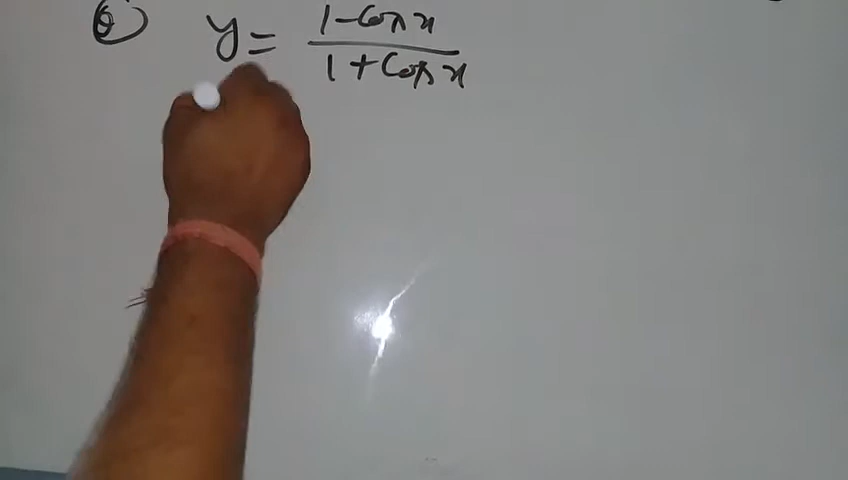 Q y = 1 - Cos x
1 + Cos x